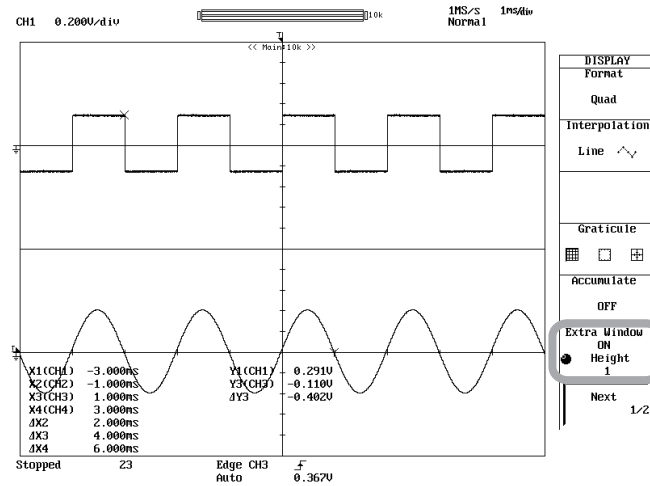 CH1 0.200V/div
10k
1MS/s 1ms/div
Normal
<< Main:10k >>
DISPLAY
Format
Quad
Interpolation
Line
Graticule
Accumulate
OFF
Extra Window
ON
Height
1
Next
1/2
X1(CH1) -3.000ms
X2(CH2) -1.000ms
X3(CH3) 1.000ms
X4(CH4) 3.000ms
ΔX2 2.000ms
ΔX3 4.000ms
ΔX4 6.000ms
Y1(CH1) 0.291V
Y3(CH3) -0.110V
ΔY3 -0.402V
Stopped 23
Edge CH3
Auto 0.367V